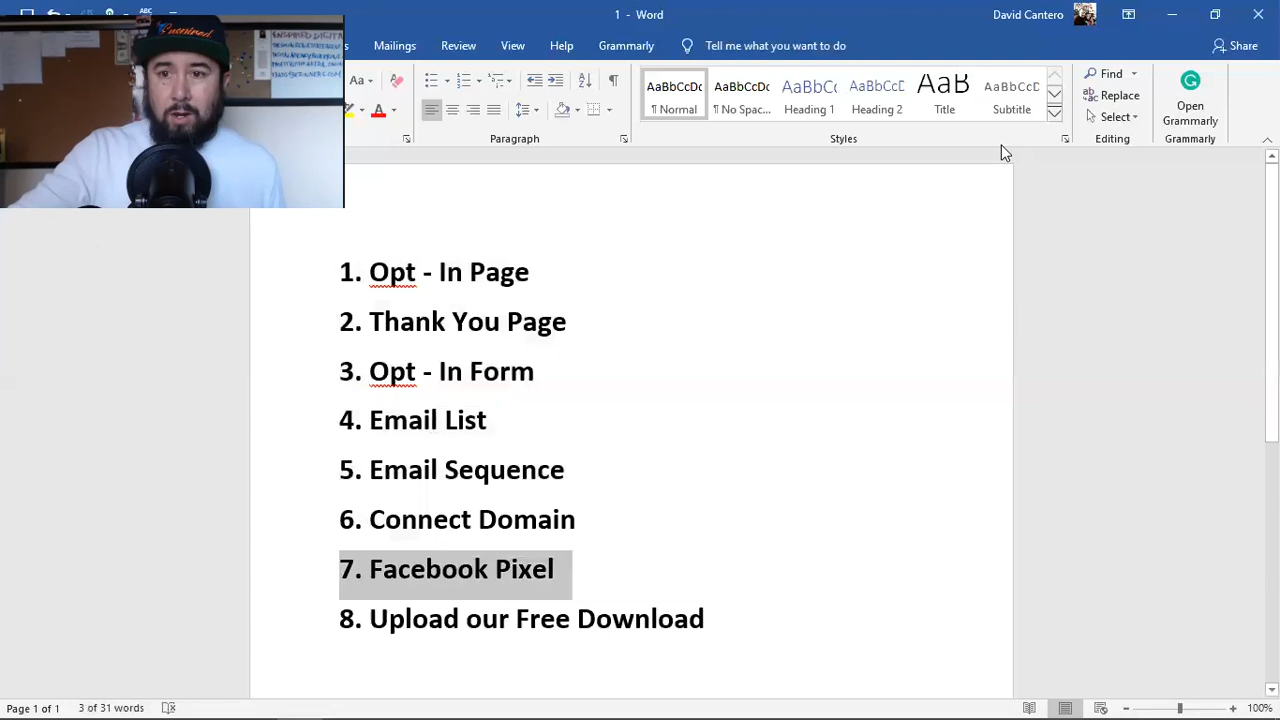 1 - Word
David Cantero
Mailings Review View Help Grammarly Tell me what you want to do Share
Aa
AaBbCcDc AaBbCcDc AaBbCc AaBbCcD AaB AaBbCcD
¶ Normal ¶ No Spac... Heading 1 Heading 2 Title Subtitle
Find
Replace
Select
Open
Grammarly
Paragraph Styles Editing Grammarly
1. Opt - In Page
2. Thank You Page
3. Opt - In Form
4. Email List
5. Email Sequence
6. Connect Domain
7. Facebook Pixel
8. Upload our Free Download
Page 1 of 1 3 of 31 words 100%